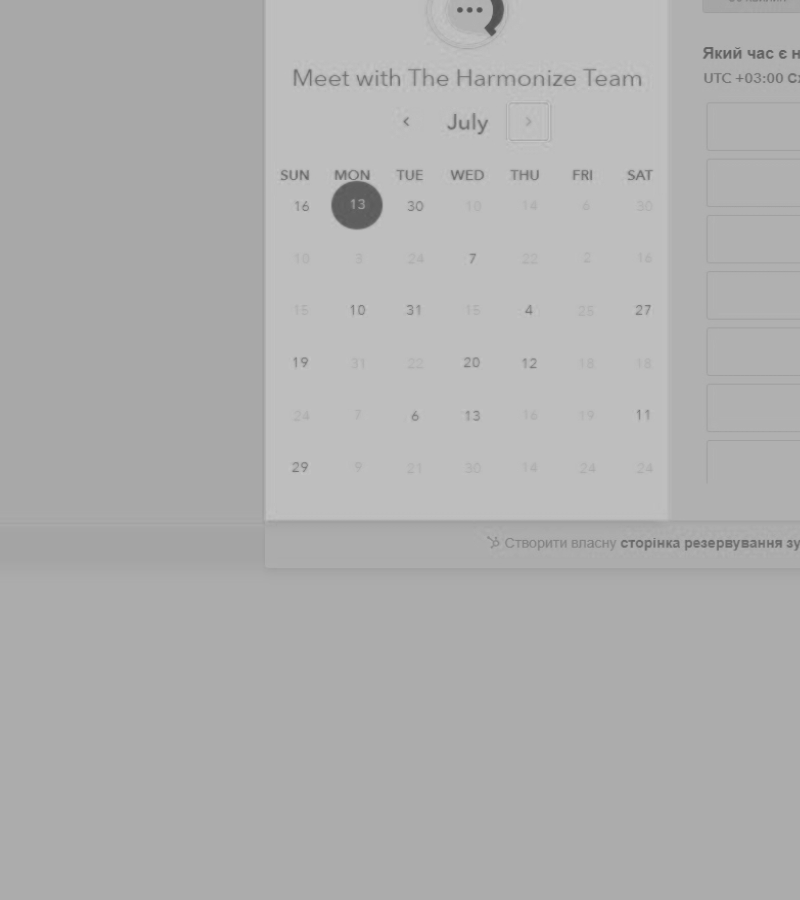 Meet with The Harmonize Team
July
SUN MON TUE WED THU FRI SAT
16 13 30 10 14 6 30
10 3 24 7 22 2 16
15 10 31 15 4 25 27
19 31 22 20 12 18 18
24 7 6 13 16 19 11
29 9 21 30 14 24 24
Який час є н
UTC +03:00
Створити власну сторінка резервування зу